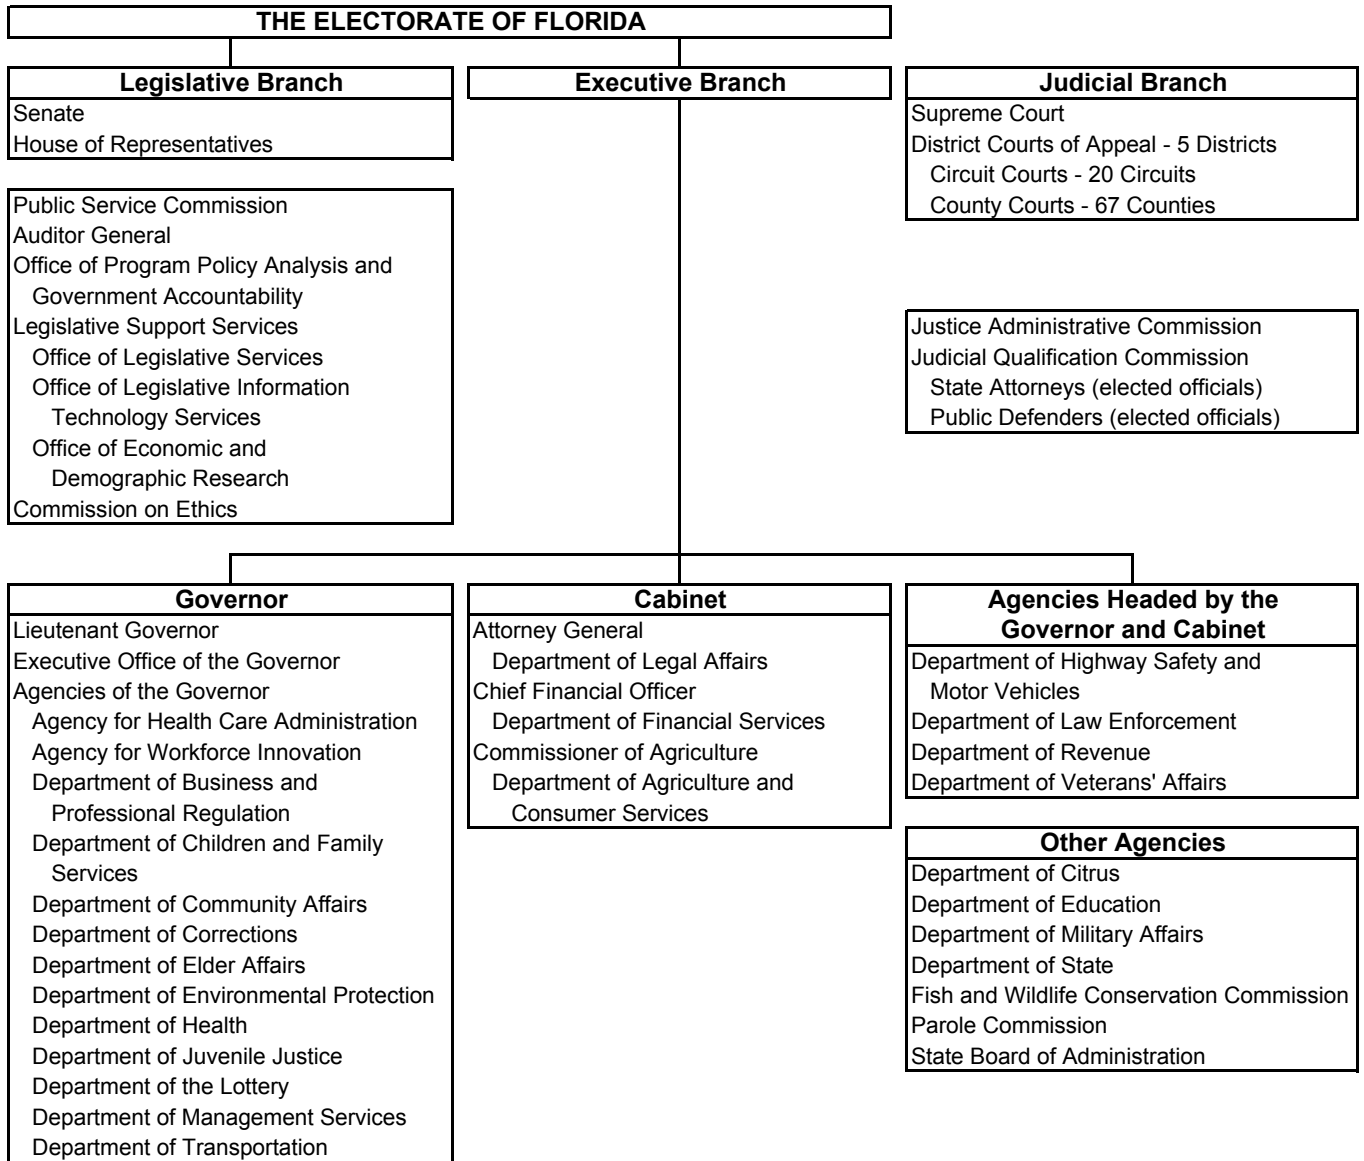 THE ELECTORATE OF FLORIDA
Legislative Branch
Senate
House of Representatives
Public Service Commission
Auditor General
Office of Program Policy Analysis and
Government Accountability
Legislative Support Services
Office of Legislative Services
Office of Legislative Information
Technology Services
Office of Economic and
Demographic Research
Commission on Ethics
Executive Branch
Judicial Branch
Supreme Court
District Courts of Appeal - 5 Districts
Circuit Courts - 20 Circuits
County Courts - 67 Counties
Justice Administrative Commission
Judicial Qualification Commission
State Attorneys (elected officials)
Public Defenders (elected officials)
Governor
Lieutenant Governor
Executive Office of the Governor
Agencies of the Governor
Agency for Health Care Administration
Agency for Workforce Innovation
Department of Business and
Professional Regulation
Department of Children and Family
Services
Department of Community Affairs
Department of Corrections
Department of Elder Affairs
Department of Environmental Protection
Department of Health
Department of Juvenile Justice
Department of the Lottery
Department of Management Services
Department of Transportation
Cabinet
Attorney General
Department of Legal Affairs
Chief Financial Officer
Department of Financial Services
Commissioner of Agriculture
Department of Agriculture and
Consumer Services
Agencies Headed by the
Governor and Cabinet
Department of Highway Safety and
Motor Vehicles
Department of Law Enforcement
Department of Revenue
Department of Veterans' Affairs
Other Agencies
Department of Citrus
Department of Education
Department of Military Affairs
Department of State
Fish and Wildlife Conservation Commission
Parole Commission
State Board of Administration